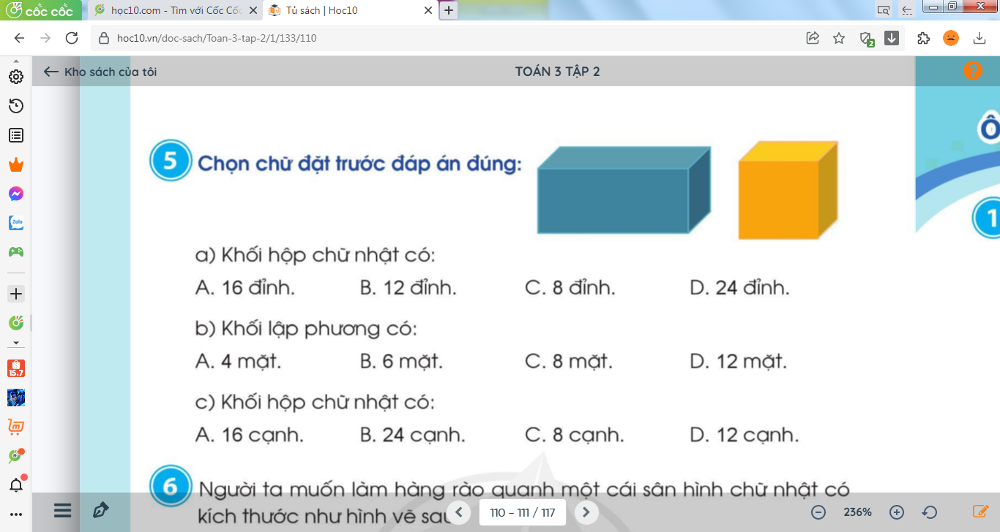 cốc cốc
học10.com - Tìm với Cốc Cốc
Tủ sách | Hoc10
hoc10.vn/doc-sach/Toan-3-tap-2/1/133/110
2
Kho sách của tôi
TOÁN 3 TẬP 2
?
Ô
5 Chọn chữ đặt trước đáp án đúng:
1
a) Khối hộp chữ nhật có:
A. 16 đỉnh. B. 12 đỉnh. C. 8 đỉnh. D. 24 đỉnh.
b) Khối lập phương có:
A. 4 mặt. B. 6 mặt. C. 8 mặt. D. 12 mặt.
c) Khối hộp chữ nhật có:
A. 16 cạnh. B. 24 cạnh. C. 8 cạnh. D. 12 cạnh.
6 Người ta muốn làm hàng rào quanh một cái sân hình chữ nhật có
kích thước như hình vẽ sau
110 - 111 / 117
236%
Zalo
15.7